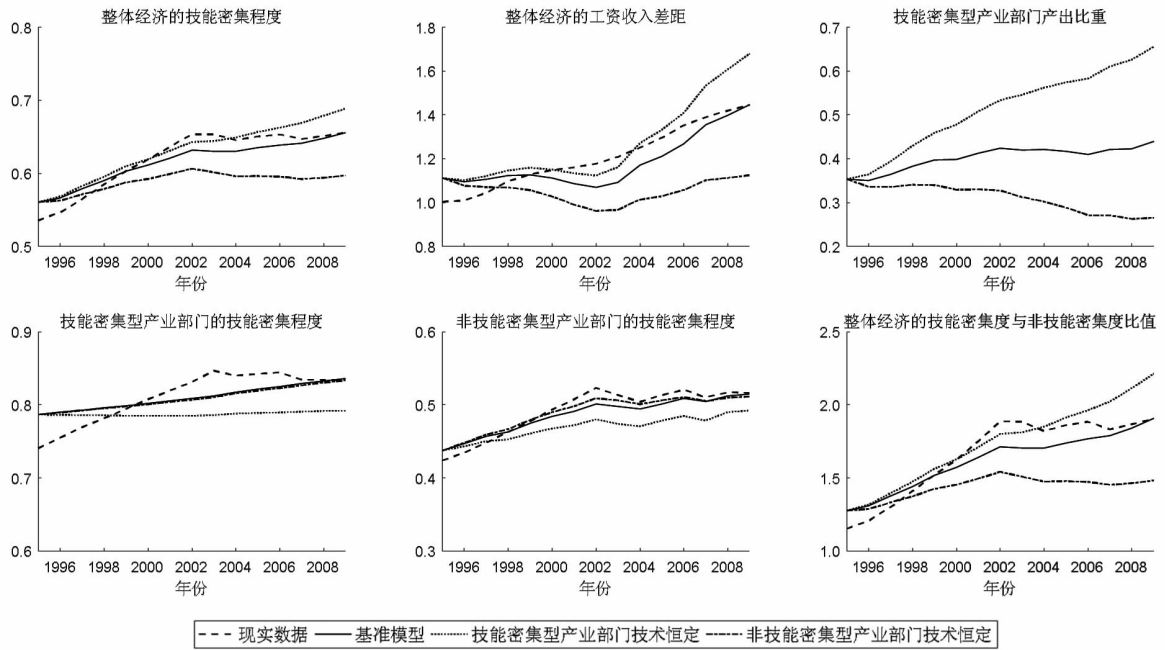 整体经济的技能密集程度
0.8
0.7
0.6
0.5
1996 1998 2000 2002 2004 2006 2008
年份
整体经济的工资收入差距
1.8
1.6
1.4
1.2
1.0
0.8
1996 1998 2000 2002 2004 2006 2008
年份
技能密集型产业部门产出比重
0.7
0.6
0.5
0.4
0.3
0.2
1996 1998 2000 2002 2004 2006 2008
年份
技能密集型产业部门的技能密集程度
0.9
0.8
0.7
0.6
1996 1998 2000 2002 2004 2006 2008
年份
非技能密集型产业部门的技能密集程度
0.6
0.5
0.4
0.3
1996 1998 2000 2002 2004 2006 2008
年份
整体经济的技能密集度与非技能密集度比值
2.5
2.0
1.5
1.0
1996 1998 2000 2002 2004 2006 2008
年份
现实数据 基准模型 技能密集型产业部门技术恒定 非技能密集型产业部门技术恒定